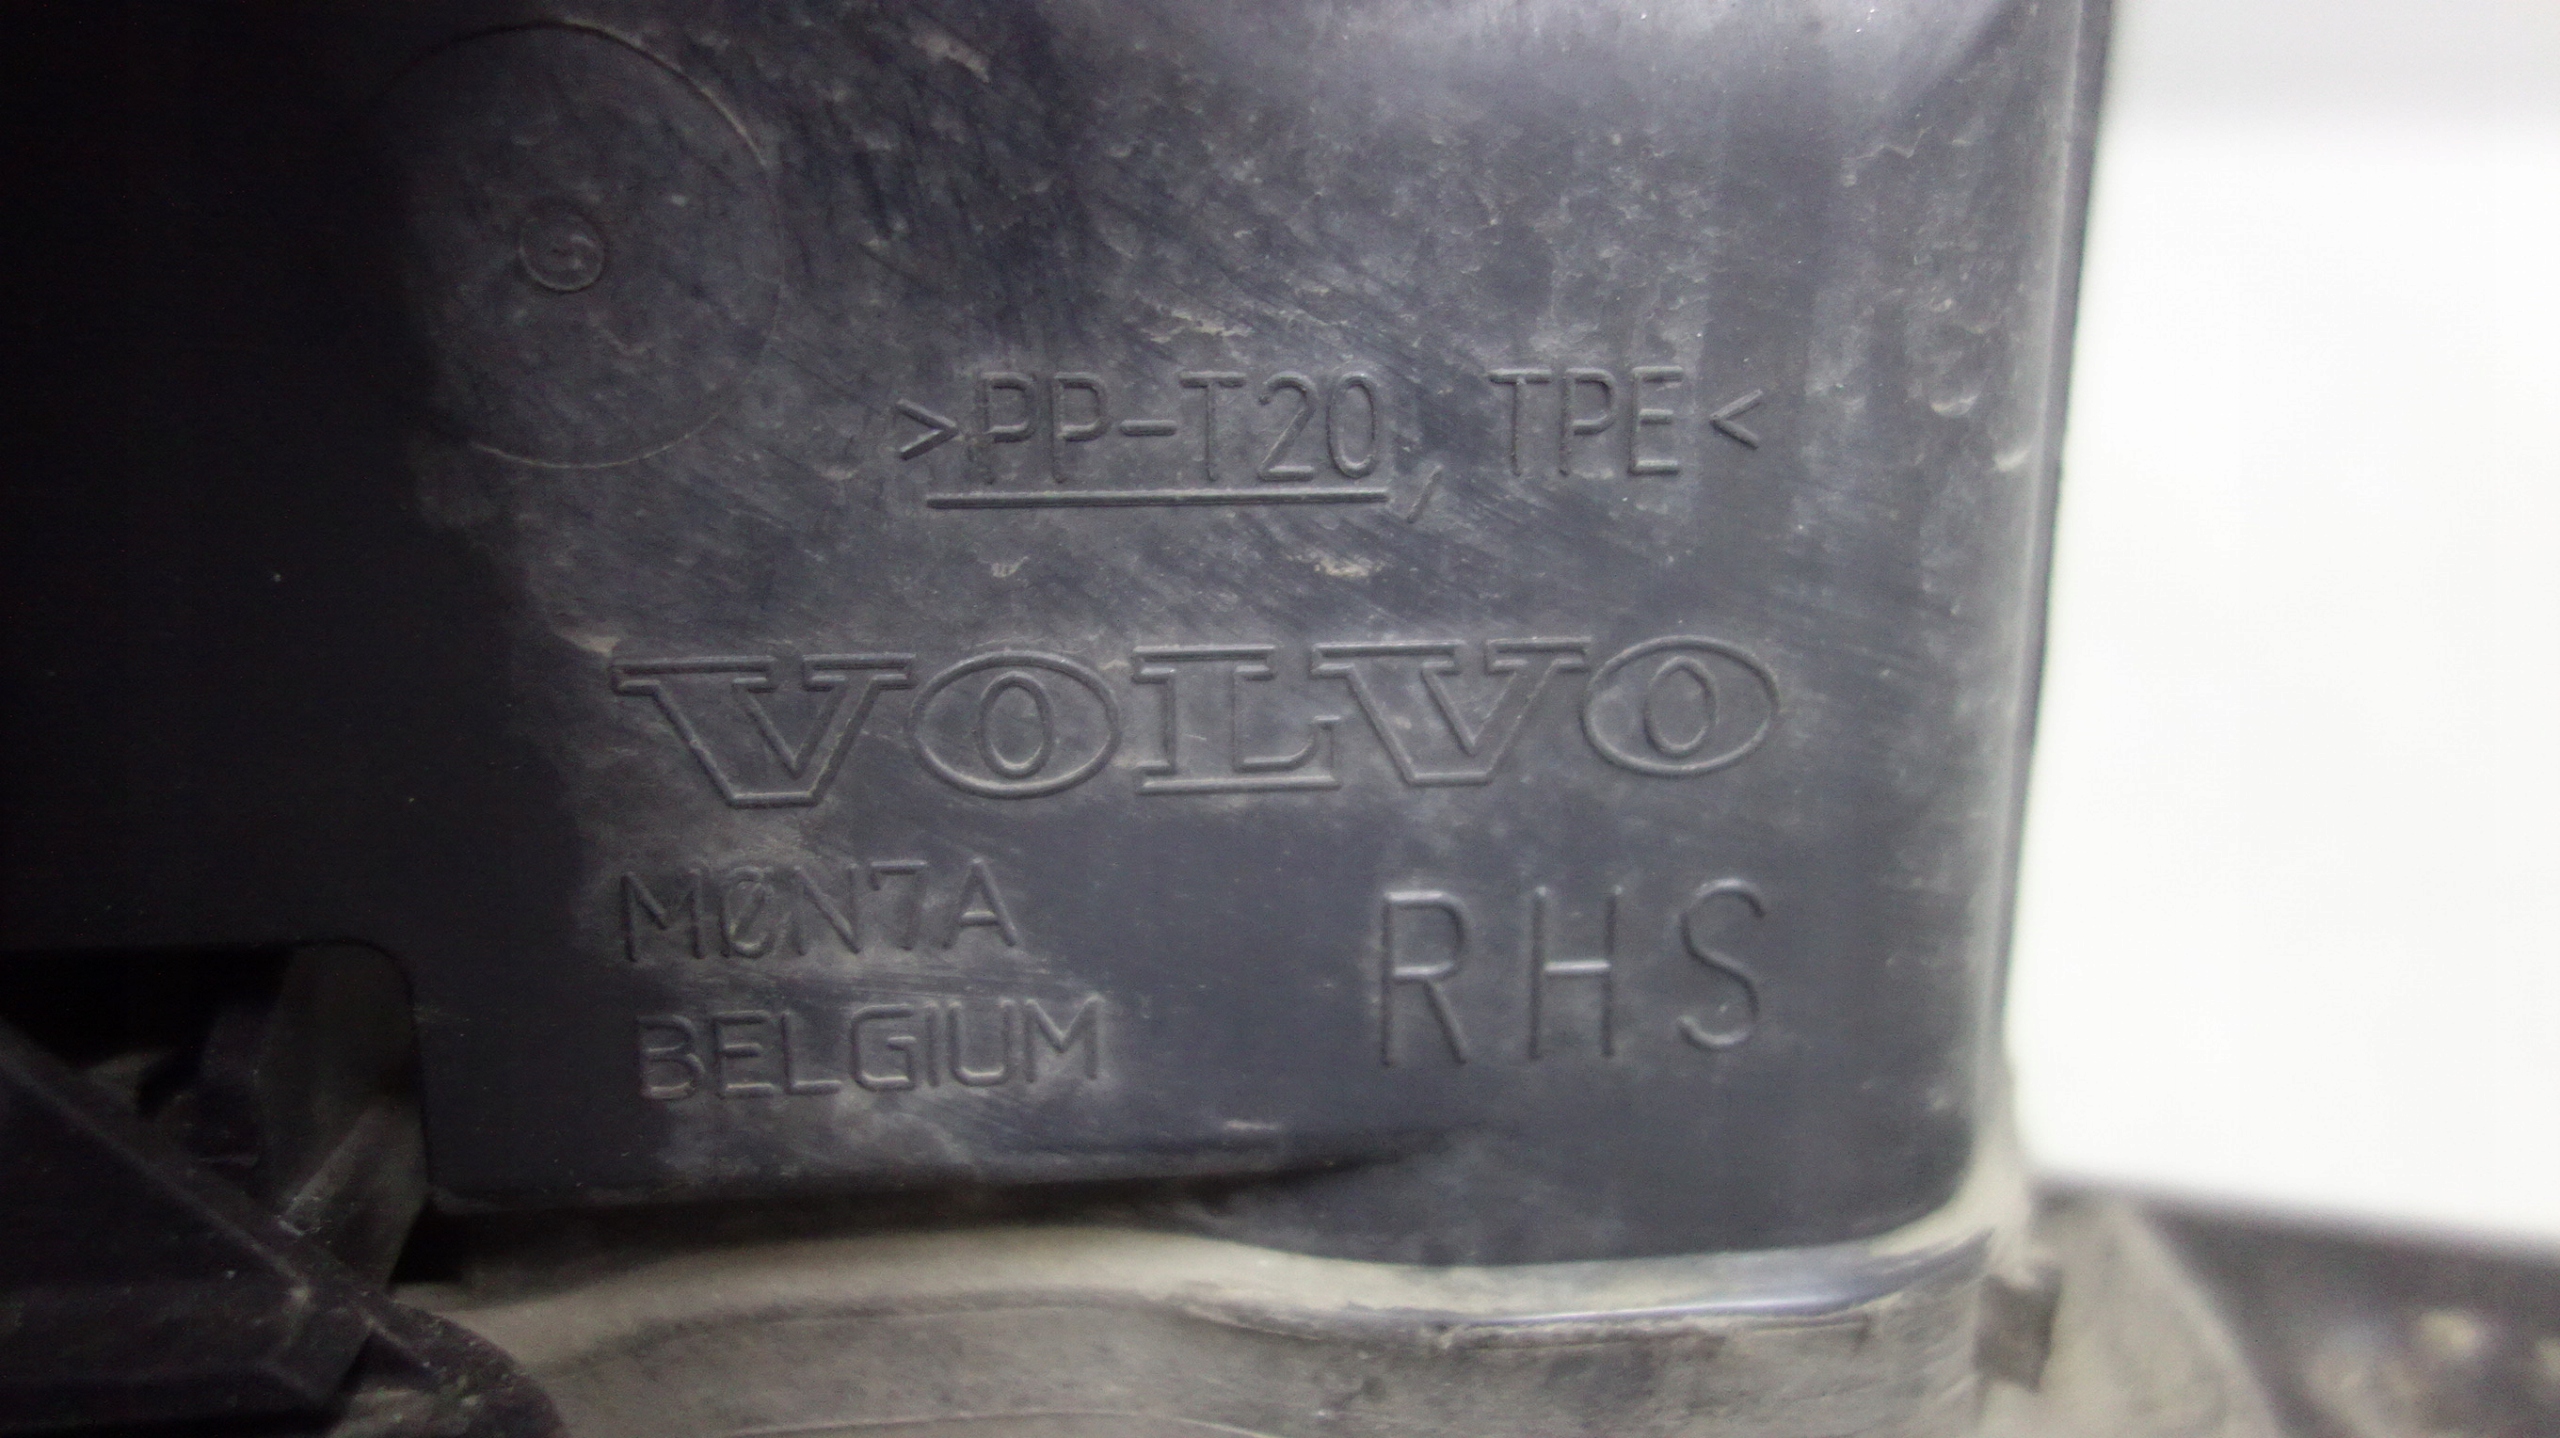 >PP-T20, TPE<
VOLVO
MØN7A
RHS
BELGIUM